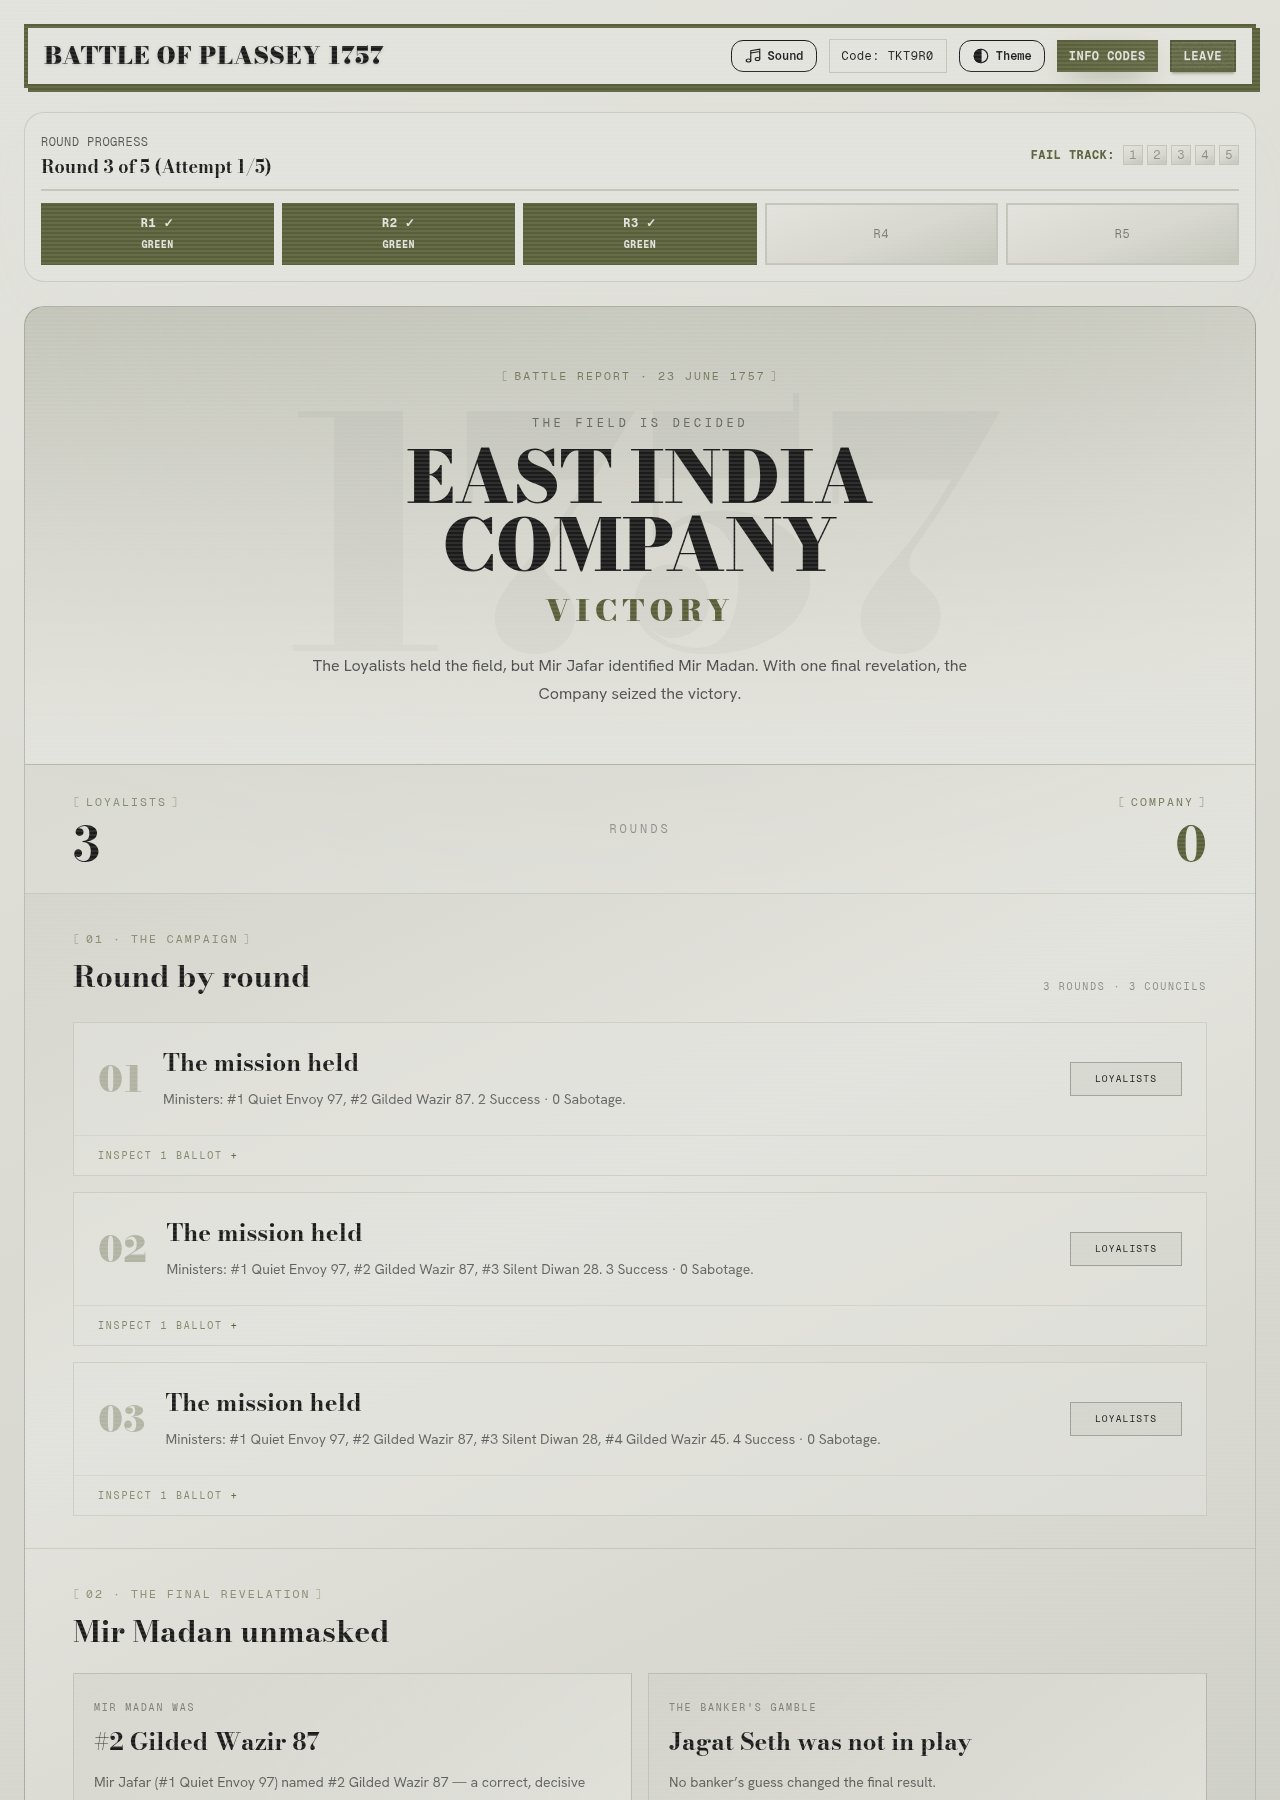 BATTLE OF PLASSEY 1757
Sound
Code: TKT9R0
Theme
INFO CODES
LEAVE
ROUND PROGRESS
Round 3 of 5 (Attempt 1/5)
FAIL TRACK: 1 2 3 4 5
R1 ✓
GREEN
R2 ✓
GREEN
R3 ✓
GREEN
R4
R5
1757
[ BATTLE REPORT · 23 JUNE 1757 ]
THE FIELD IS DECIDED
EAST INDIA
COMPANY
VICTORY
The Loyalists held the field, but Mir Jafar identified Mir Madan. With one final revelation, the
Company seized the victory.
[ LOYALISTS ]
3
ROUNDS
[ COMPANY ]
0
[ 01 · THE CAMPAIGN ]
Round by round
3 ROUNDS · 3 COUNCILS
01
The mission held
Ministers: #1 Quiet Envoy 97, #2 Gilded Wazir 87. 2 Success · 0 Sabotage.
LOYALISTS
INSPECT 1 BALLOT +
02
The mission held
Ministers: #1 Quiet Envoy 97, #2 Gilded Wazir 87, #3 Silent Diwan 28. 3 Success · 0 Sabotage.
LOYALISTS
INSPECT 1 BALLOT +
03
The mission held
Ministers: #1 Quiet Envoy 97, #2 Gilded Wazir 87, #3 Silent Diwan 28, #4 Gilded Wazir 45. 4 Success · 0 Sabotage.
LOYALISTS
INSPECT 1 BALLOT +
[ 02 · THE FINAL REVELATION ]
Mir Madan unmasked
MIR MADAN WAS
#2 Gilded Wazir 87
Mir Jafar (#1 Quiet Envoy 97) named #2 Gilded Wazir 87 — a correct, decisive
THE BANKER'S GAMBLE
Jagat Seth was not in play
No banker’s guess changed the final result.